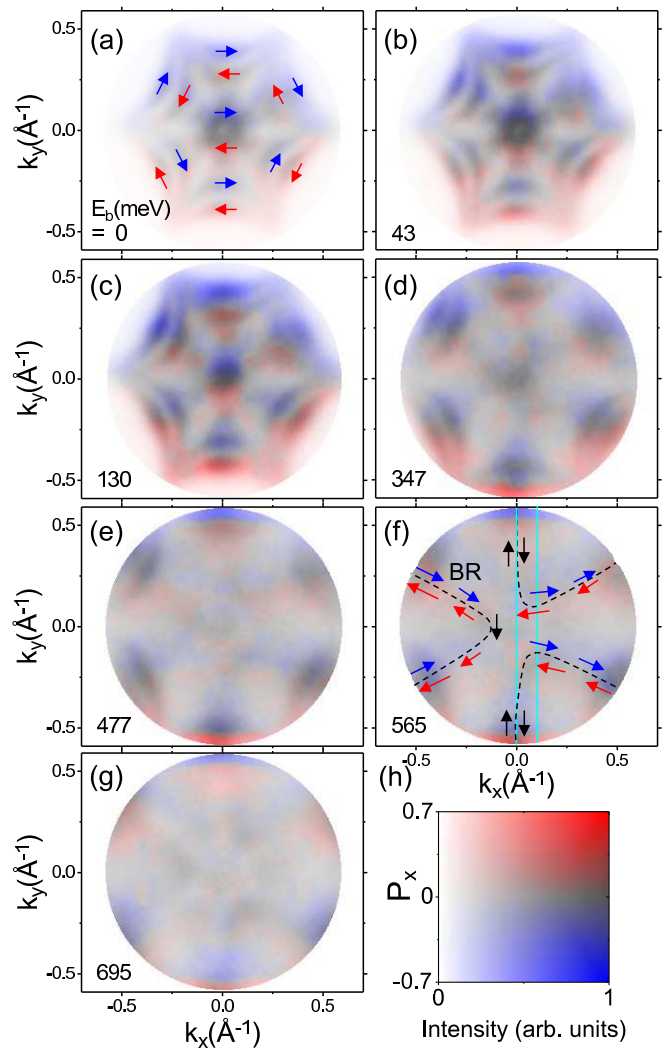 (a)
(b)
0.5
0.0
-0.5
k_y(Å⁻¹)
E_b(meV)
= 0
43
(c)
(d)
0.5
0.0
-0.5
k_y(Å⁻¹)
130
347
(e)
(f)
0.5
0.0
-0.5
k_y(Å⁻¹)
BR
477
565
-0.5 0.0 0.5
k_x(Å⁻¹)
(g)
(h)
0.5
0.0
-0.5
k_y(Å⁻¹)
695
-0.5 0.0 0.5
k_x(Å⁻¹)
0.7
P_x
0
-0.7
0 1
Intensity (arb. units)